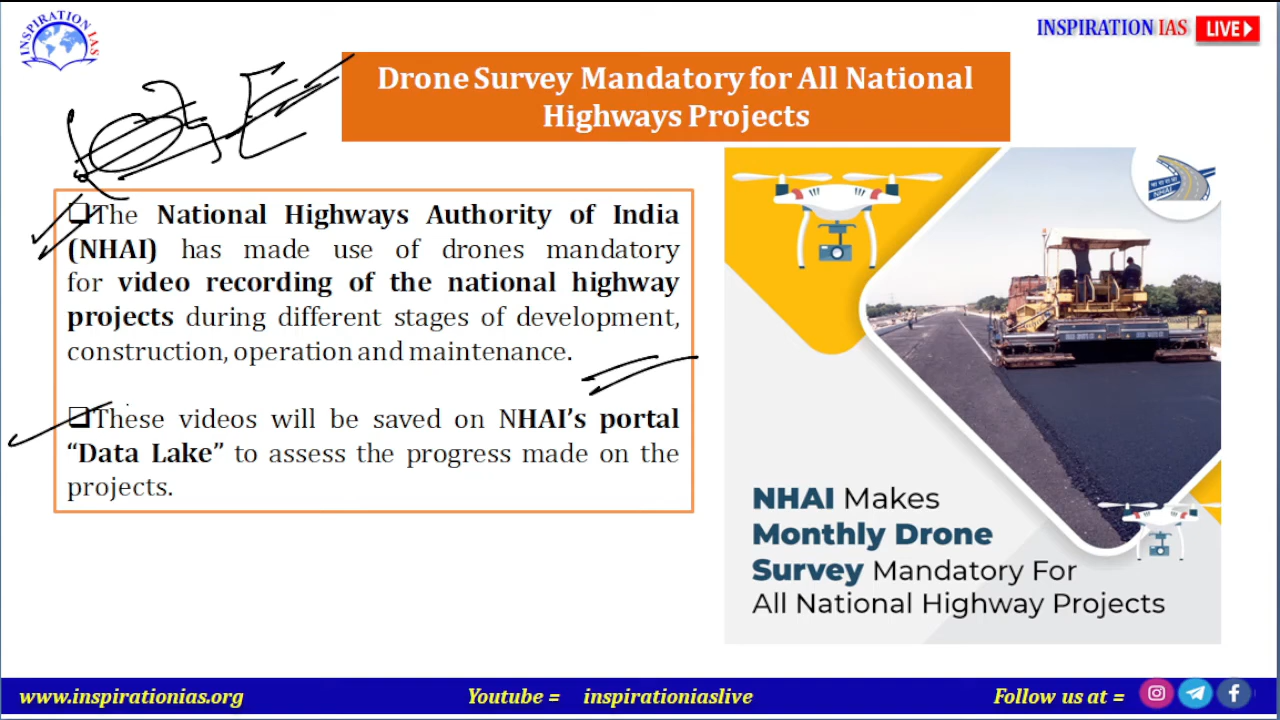 INSPIRATION IAS
INSPIRATION IAS LIVE
Drone Survey Mandatory for All National
Highways Projects
The National Highways Authority of India
(NHAI) has made use of drones mandatory
for video recording of the national highway
projects during different stages of development,
construction, operation and maintenance.
These videos will be saved on NHAI’s portal
“Data Lake” to assess the progress made on the
projects.
NHAI
NHAI Makes
Monthly Drone
Survey Mandatory For
All National Highway Projects
www.inspirationias.org
Youtube = inspirationiaslive
Follow us at =